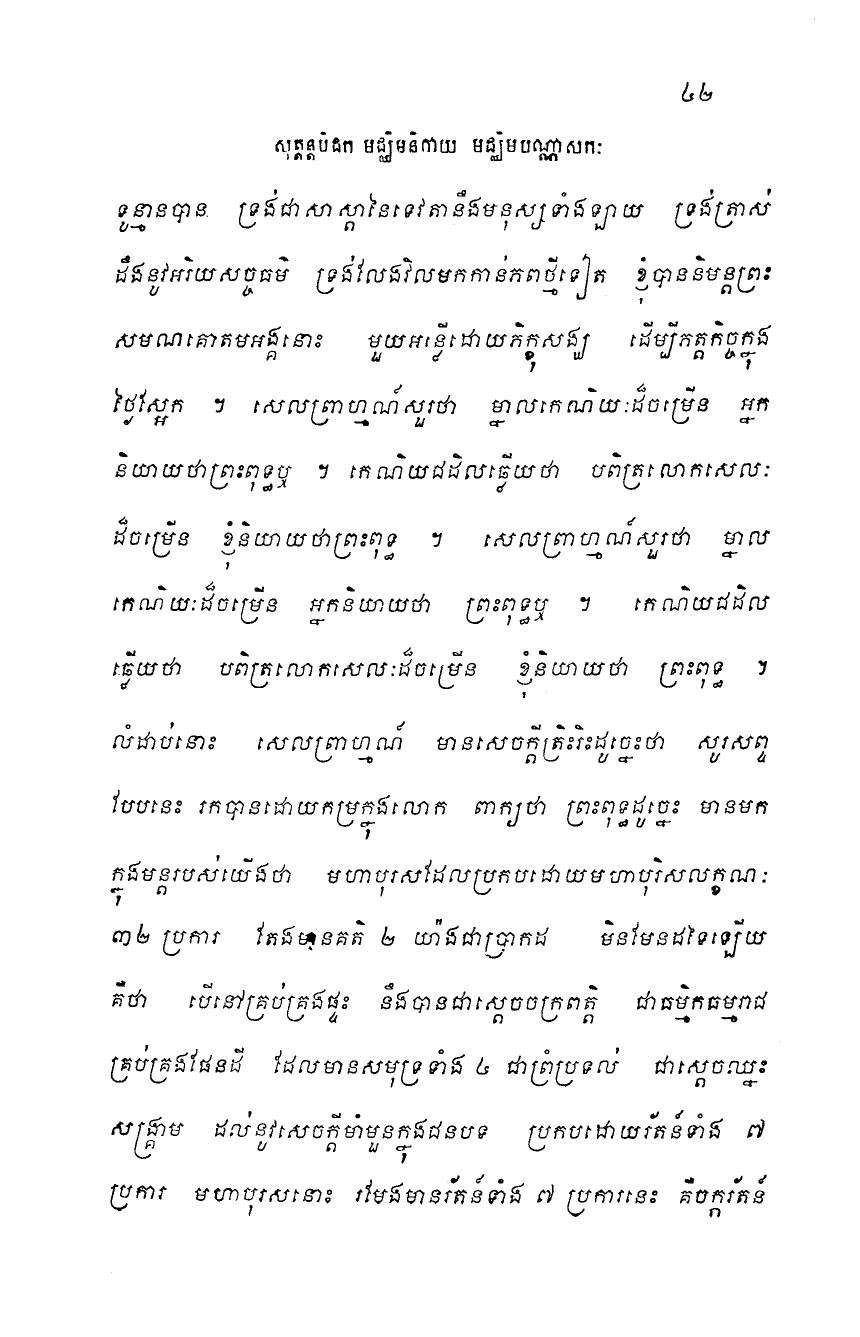 ៤២
សុត្តន្តបិដក មជ្ឈិមនិកាយ មជ្ឈិមបណ្ណាសកៈ
ទូន្មានបាន ទ្រង់ជាសាស្តានៃទេវតានឹងមនុស្សទាំងឡាយ ទ្រង់ត្រាស់
ដឹងនូវអរិយសច្ចធម៌ ទ្រង់លែងវិលមកកាន់ភពថ្មីទៀត ខ្ញុំបាននិមន្តព្រះ
សមណគោតមអង្គនោះ មួយអន្លើដោយភិក្ខុសង្ឃ ដើម្បីភត្តកិច្ចក្នុង
ថ្ងៃស្អែក ។ សេលព្រាហ្មណ៍សួរថា ម្នាលកេណិយៈដ៏ចម្រើន អ្នក
និយាយថាព្រះពុទ្ធឬ ។ កេណិយជដិលឆ្លើយថា បពិត្រលោកសេលៈ
ដ៏ចម្រើន ខ្ញុំនិយាយថាព្រះពុទ្ធ ។ សេលព្រាហ្មណ៍សួរថា ម្នាល
កេណិយៈដ៏ចម្រើន អ្នកនិយាយថា ព្រះពុទ្ធឬ ។ កេណិយជដិល
ឆ្លើយថា បពិត្រលោកសេលៈដ៏ចម្រើន ខ្ញុំនិយាយថា ព្រះពុទ្ធ ។
លំដាប់នោះ សេលព្រាហ្មណ៍ មានសេចក្តីត្រិះរិះដូច្នេះថា សូរសព្ទ
បែបនេះ រកបានដោយកម្រក្នុងលោក ពាក្យថា ព្រះពុទ្ធដូច្នេះ មានមក
ក្នុងមន្តរបស់យើងថា មហាបុរសដែលប្រកបដោយមហាបុរិសលក្ខណៈ
៣២ ប្រការ តែងមានគតិ ២ យ៉ាងជាប្រាកដ មិនមែនដទៃឡើយ
គឺថា បើនៅគ្រប់គ្រងផ្ទះ នឹងបានជាស្តេចចក្រពត្តិ ជាធម្មិកធម្មរាជ
គ្រប់គ្រងផែនដី ដែលមានសមុទ្រទាំង ៤ ជាព្រំប្រទល់ ជាស្តេចឈ្នះ
សង្គ្រាម ដល់នូវសេចក្តីមាំមួនក្នុងជនបទ ប្រកបដោយរ័តន៍ទាំង ៧
ប្រការ មហាបុរសនោះ រមែងមានរ័តន៍ទាំង ៧ ប្រការនេះ គឺចក្ករ័តន៍